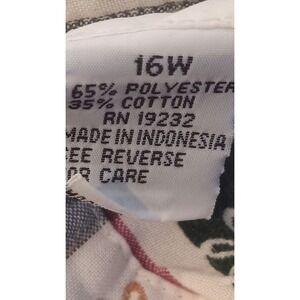 16W
65% POLYESTER
35% COTTON
RN 19232
MADE IN INDONESIA
SEE REVERSE
OR CARE